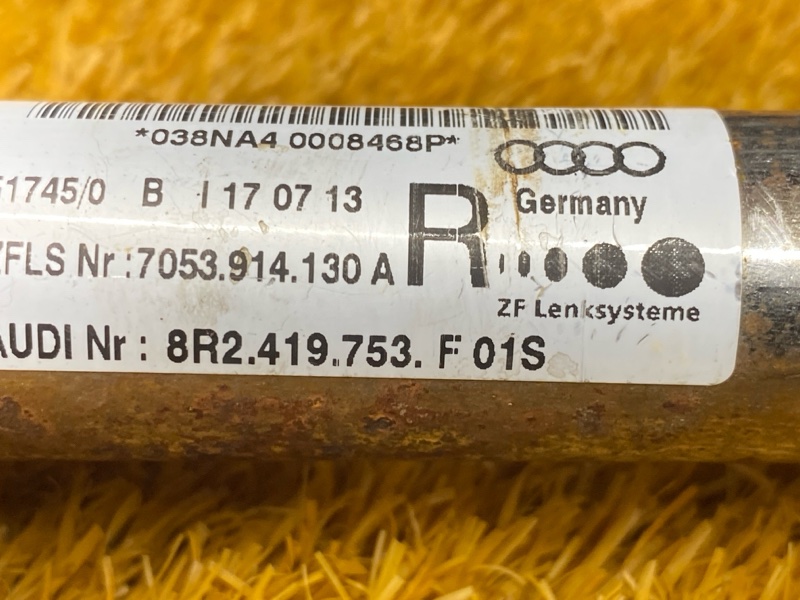 *038NA4 0008468P*
51745/0 B I 17 07 13
R
Germany
ZFLS Nr.:7053.914.130 A
ZF Lenksysteme
AUDI Nr: 8R2.419.753. F 01S